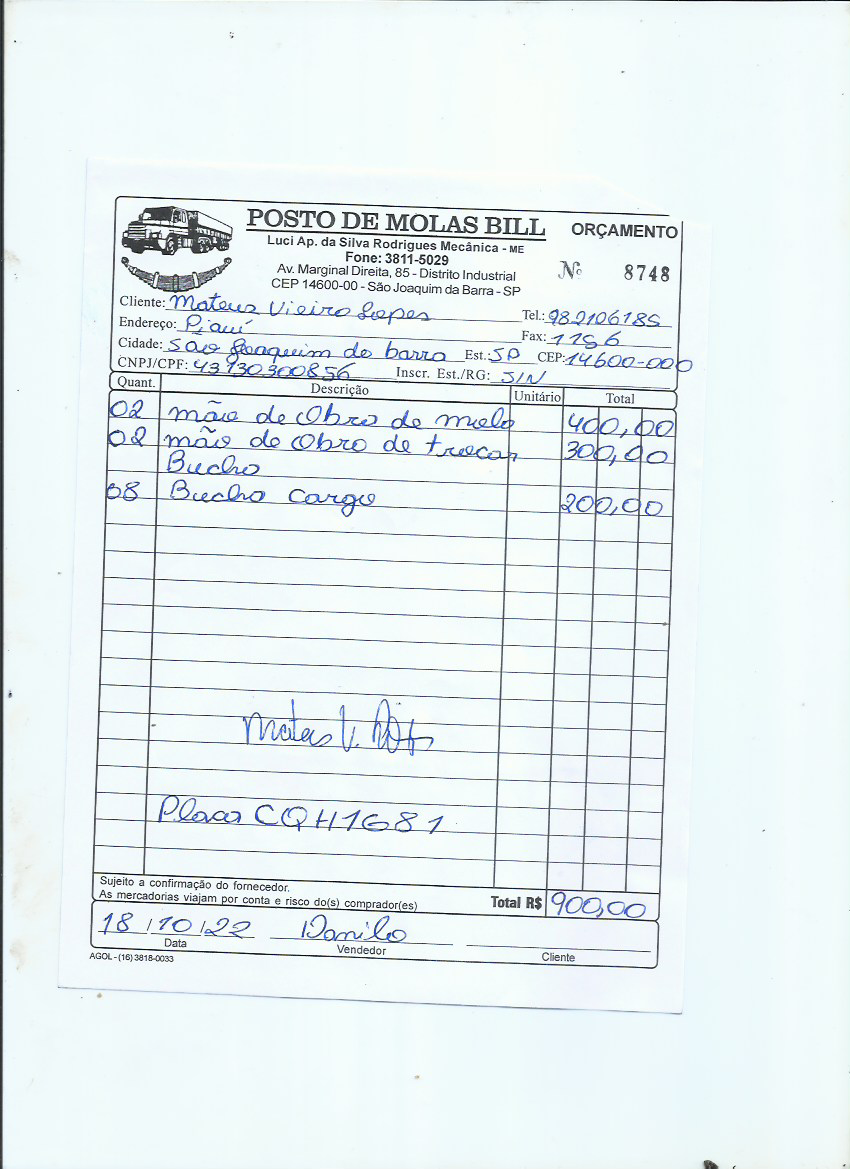 POSTO DE MOLAS BILL
ORÇAMENTO
Luci Ap. da Silva Rodrigues Mecânica - ME
Fone: 3811-5029
Av. Marginal Direita, 85 - Distrito Industrial
CEP 14600-00 - São Joaquim da Barra - SP
Nº 8748
Cliente: Mateus Vieira Lopes Tel.: 982106185
Endereço: Piauí Fax: 1156
Cidade: São Joaquim da barra Est.: SP CEP: 14600-000
CNPJ/CPF: 43730300856 Inscr. Est./RG: S/N
Quant. Descrição Unitário Total
02 mão de Obra de mola 400,00
02 mão de Obra de trocar 300,00
Bucha
08 Bucha cargo 200,00
Mateus V.
Placa CQH1681
Sujeito a confirmação do fornecedor.
As mercadorias viajam por conta e risco do(s) comprador(es)
Total R$ 900,00
18/10/22 Danilo
Data Vendedor Cliente
AGOL - (16) 3818-0033